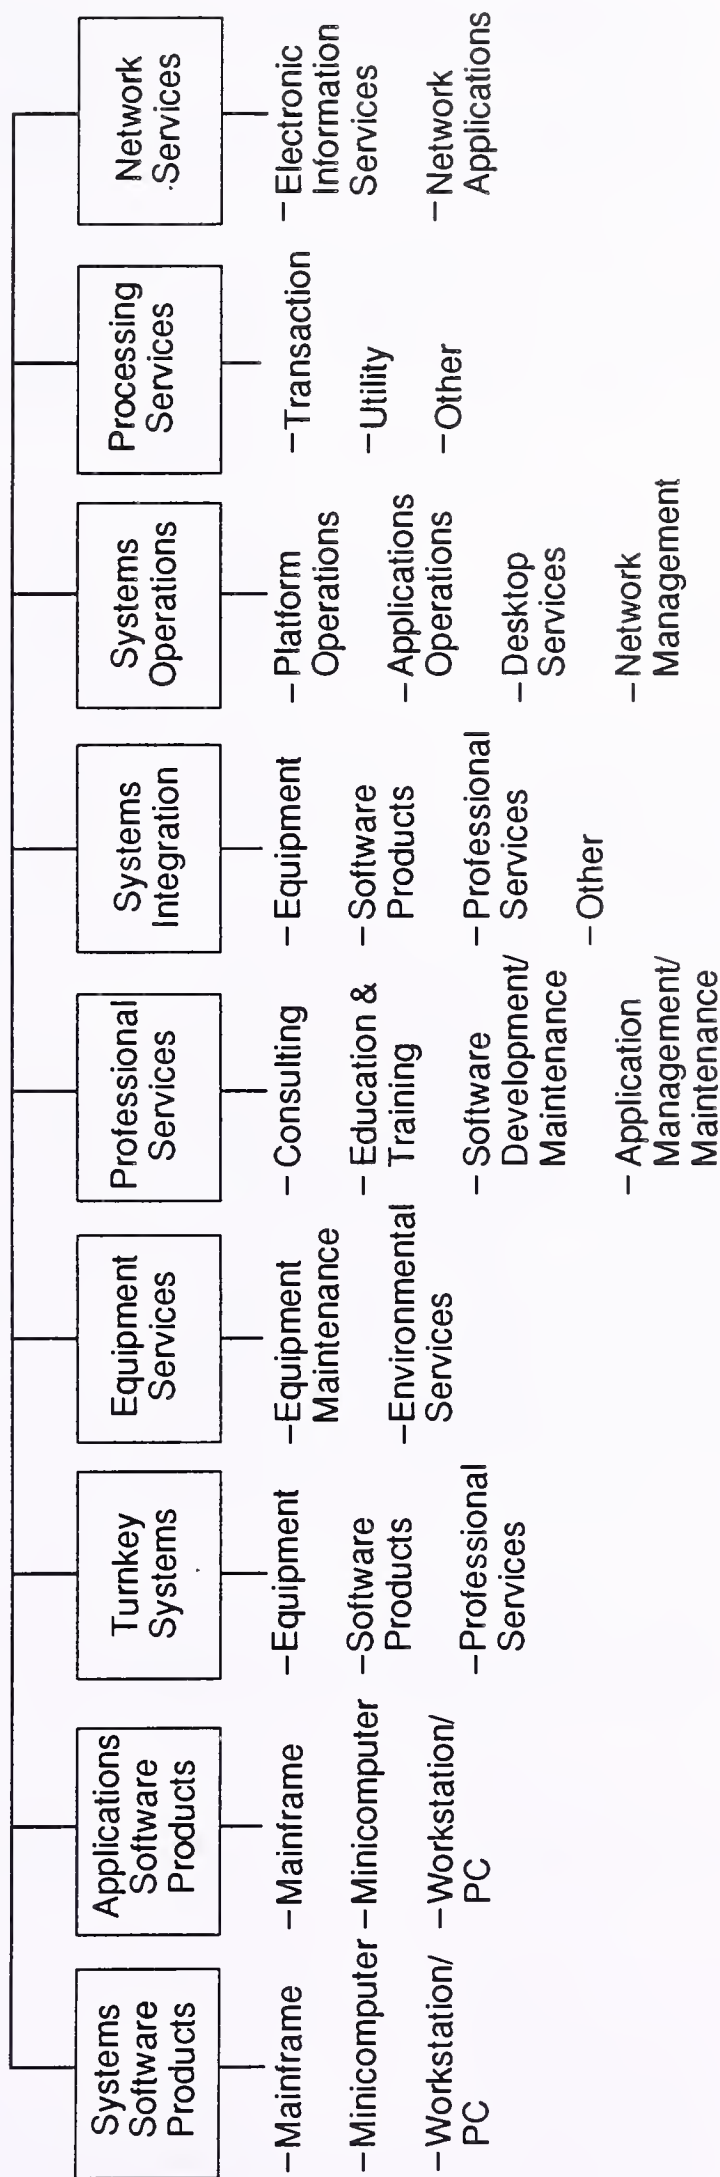 Systems
Software
Products
–Mainframe
–Minicomputer
–Workstation/
PC
Applications
Software
Products
–Mainframe
–Minicomputer
–Workstation/
PC
Turnkey
Systems
–Equipment
–Software
Products
–Professional
Services
Equipment
Services
–Equipment
Maintenance
–Environmental
Services
Professional
Services
–Consulting
–Education &
Training
–Software
Development/
Maintenance
–Application
Management/
Maintenance
Systems
Integration
–Equipment
–Software
Products
–Professional
Services
–Other
Systems
Operations
–Platform
Operations
–Applications
Operations
–Desktop
Services
–Network
Management
Processing
Services
–Transaction
–Utility
–Other
Network
Services
–Electronic
Information
Services
–Network
Applications